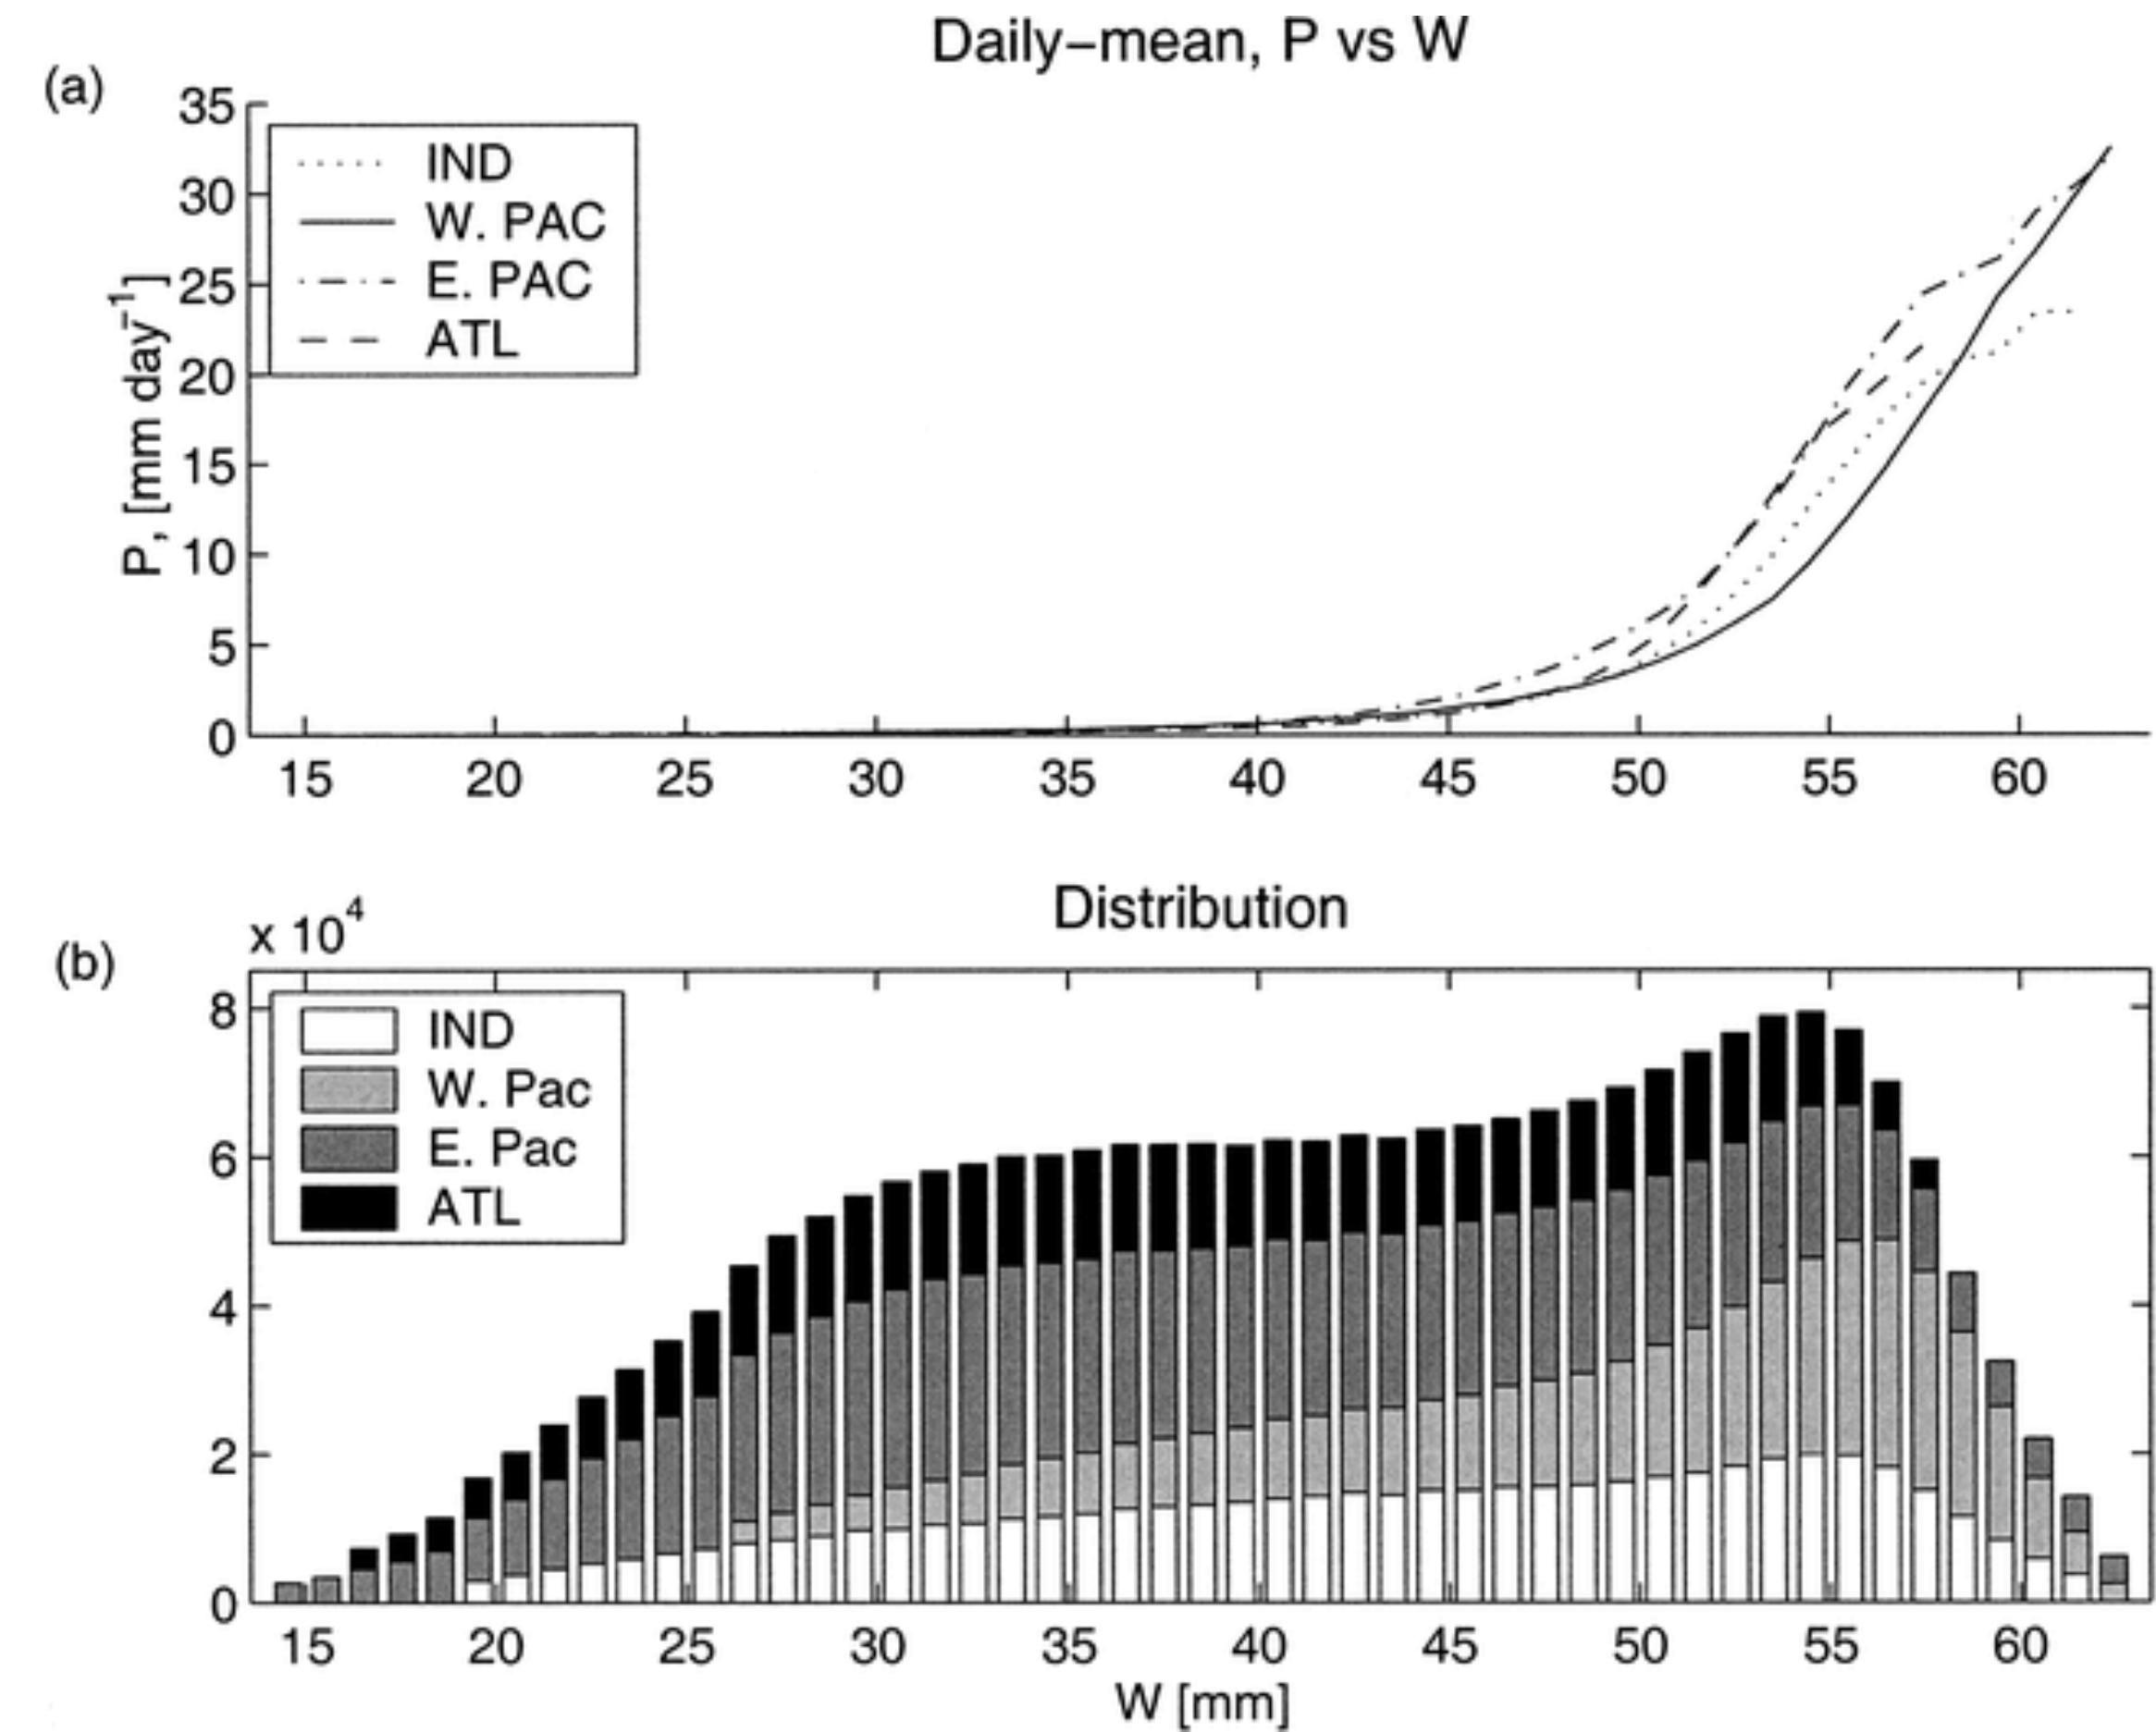 Daily-mean, P vs W
(a)
35
30
25
20
15
10
5
0
P, [mm day⁻¹]
IND
W. PAC
E. PAC
ATL
15 20 25 30 35 40 45 50 55 60
Distribution
(b)
x 10⁴
8
6
4
2
0
IND
W. Pac
E. Pac
ATL
15 20 25 30 35 40 45 50 55 60
W [mm]